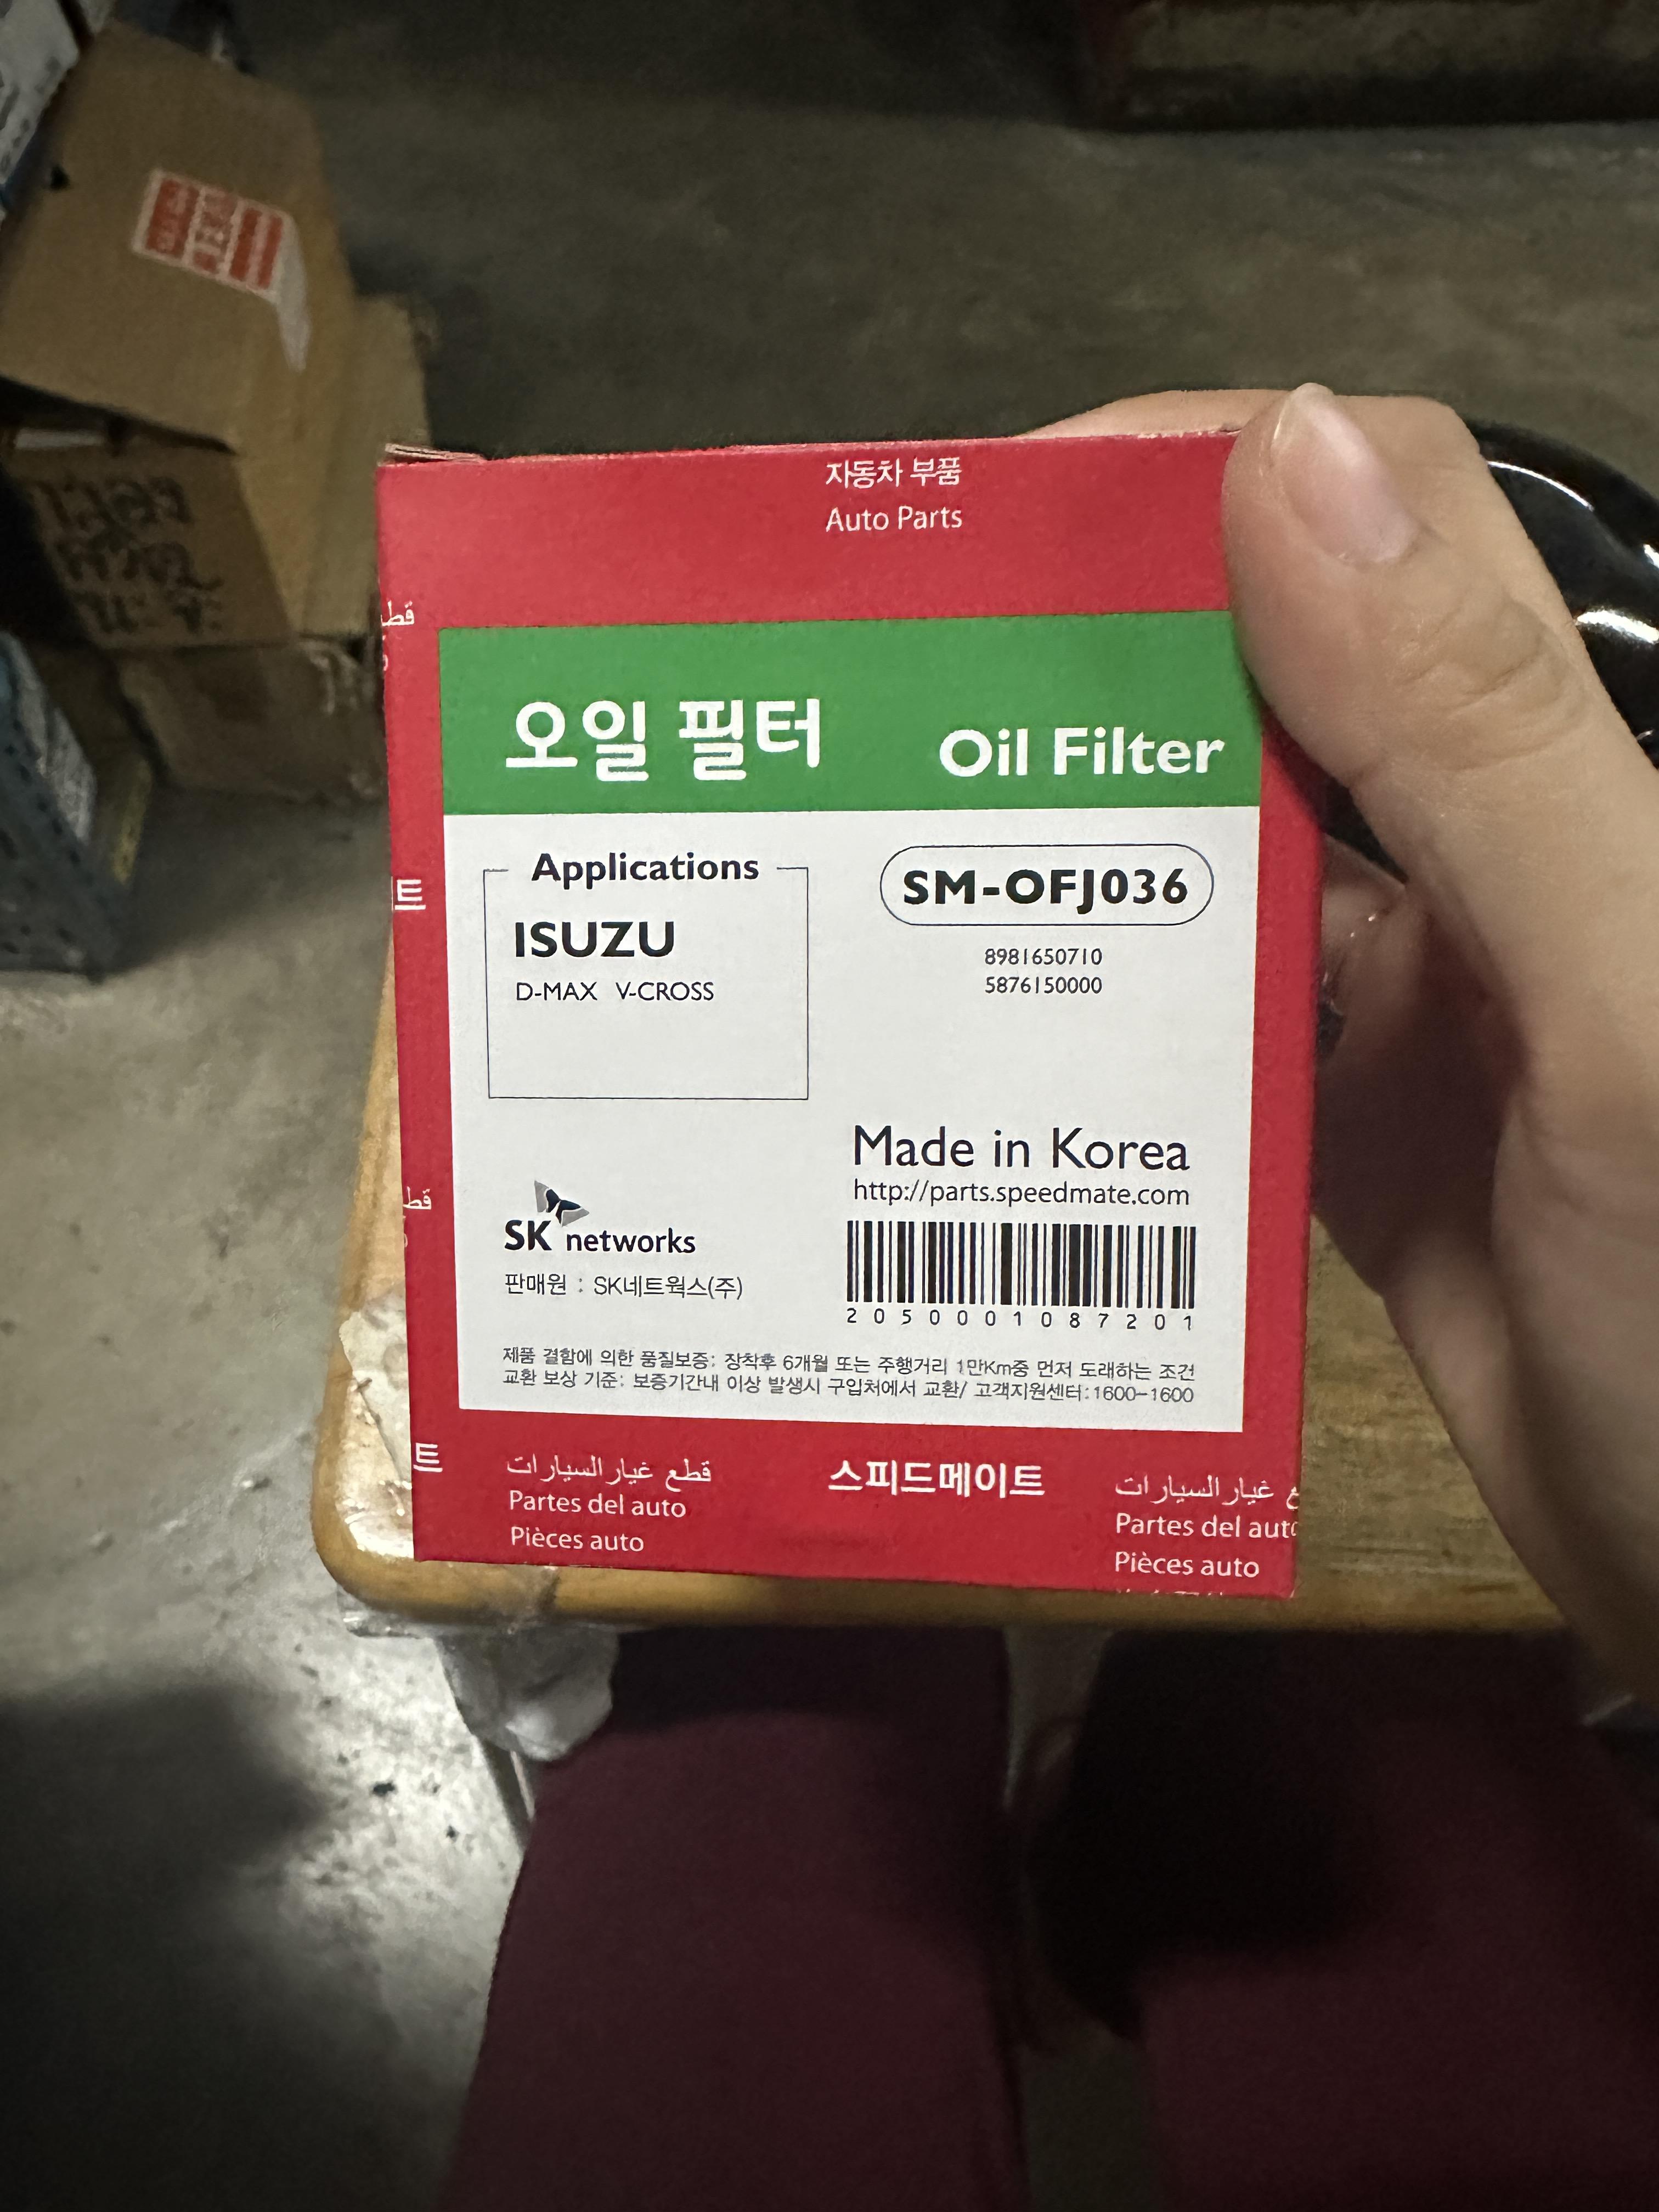 자동차 부품
Auto Parts
قطع
오일 필터 Oil Filter
Applications
ISUZU
D-MAX V-CROSS
SM-OFJ036
8981650710
5876150000
트
Made in Korea
http://parts.speedmate.com
SK networks
판매원 : SK네트웍스(주)
2050001087201
제품 결함에 의한 품질보증: 장착후 6개월 또는 주행거리 1만Km중 먼저 도래하는 조건
교환 보상 기준: 보증기간내 이상 발생시 구입처에서 교환/ 고객지원센터:1600-1600
트
قطع غيار السيارات
Partes del auto
Pièces auto
스피드메이트
غيار السيارات
Partes del auto
Pièces auto